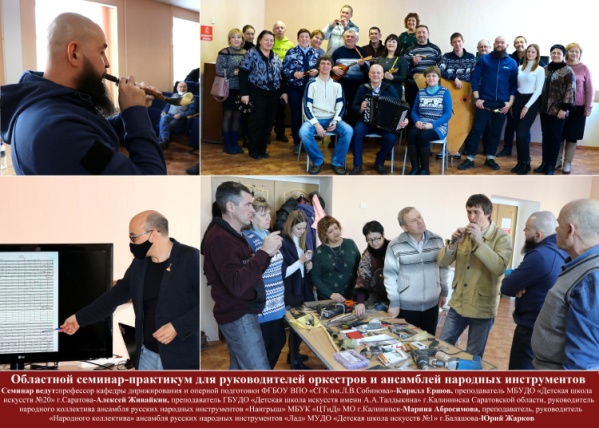 Областной семинар-практикум для руководителей оркестров и ансамблей народных инструментов
Семинар ведут:профессор кафедры дирижирования и оперной подготовки ФГБОУ ВПО «СГК им.Л.В.Собинова»-Кирилл Ершов, преподаватель МБУДО «Детская школа
искусств №20» г.Саратова-Алексей Живайкин, преподаватель ГБУДО «Детская школа искусств имени А.А.Талдыкина» г.Калининска Саратовской области, руководитель
народного коллектива ансамбля русских народных инструментов «Наигрыш» МБУК «ЦТиД» МО г.Калининск-Марина Абросимова, преподаватель, руководитель
«Народного коллектива» ансамбля русских народных инструментов «Лад» МУДО «Детская школа искусств №1» г.Балашова-Юрий Жарков